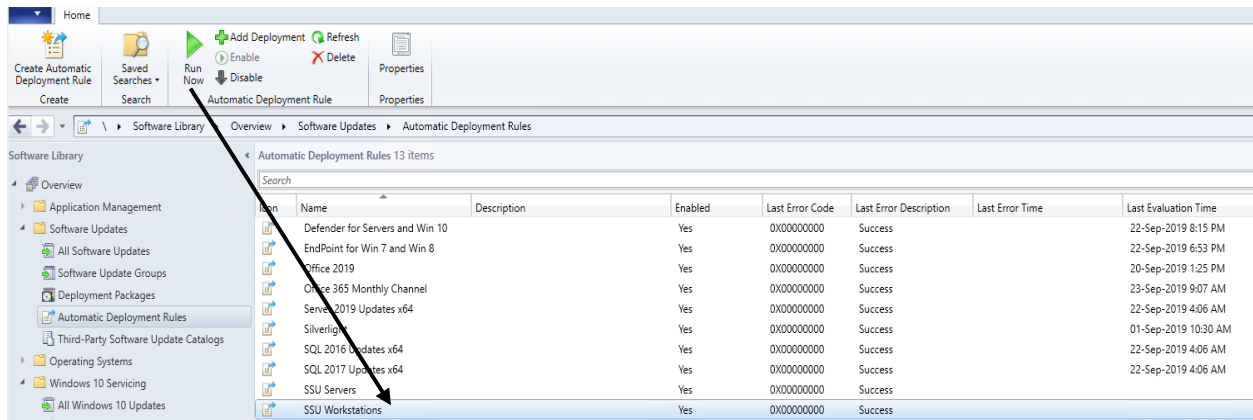 Home
Create Automatic
Deployment Rule
Saved
Searches
Run
Now
Add Deployment
Refresh
Enable
Delete
Disable
Properties
Create
Search
Automatic Deployment Rule
Properties
\ Software Library Overview Software Updates Automatic Deployment Rules
Software Library
Automatic Deployment Rules 13 items
Search
Overview
Application Management
Software Updates
All Software Updates
Software Update Groups
Deployment Packages
Automatic Deployment Rules
Third-Party Software Update Catalogs
Operating Systems
Windows 10 Servicing
All Windows 10 Updates
Icon Name Description Enabled Last Error Code Last Error Description Last Error Time Last Evaluation Time
Defender for Servers and Win 10 Yes 0X00000000 Success 22-Sep-2019 8:15 PM
EndPoint for Win 7 and Win 8 Yes 0X00000000 Success 22-Sep-2019 6:53 PM
Office 2019 Yes 0X00000000 Success 20-Sep-2019 1:25 PM
Office 365 Monthly Channel Yes 0X00000000 Success 23-Sep-2019 9:07 AM
Server 2019 Updates x64 Yes 0X00000000 Success 22-Sep-2019 4:06 AM
Silverlight Yes 0X00000000 Success 01-Sep-2019 10:30 AM
SQL 2016 Updates x64 Yes 0X00000000 Success 22-Sep-2019 4:06 AM
SQL 2017 Updates x64 Yes 0X00000000 Success 22-Sep-2019 4:06 AM
SSU Servers Yes 0X00000000 Success
SSU Workstations Yes 0X00000000 Success